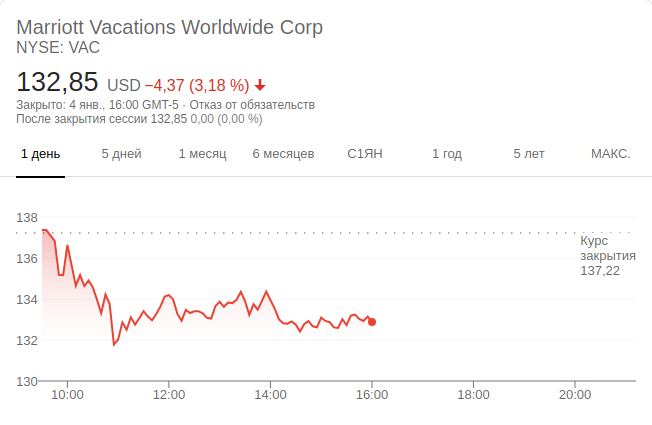 Marriott Vacations Worldwide Corp
NYSE: VAC
132,85 USD −4,37 (3,18 %)
Закрыто: 4 янв., 16:00 GMT-5 · Отказ от обязательств
После закрытия сессии 132,85 0,00 (0,00 %)
1 день 5 дней 1 месяц 6 месяцев С1ЯН 1 год 5 лет МАКС.
138
Курс
закрытия
137,22
136
134
132
130
10:00 12:00 14:00 16:00 18:00 20:00